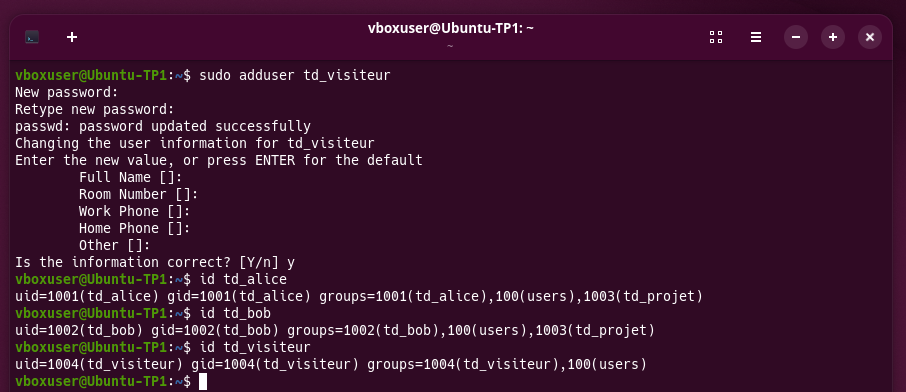 vboxuser@Ubuntu-TP1: ~
~
vboxuser@Ubuntu-TP1:~$ sudo adduser td_visiteur
New password:
Retype new password:
passwd: password updated successfully
Changing the user information for td_visiteur
Enter the new value, or press ENTER for the default
        Full Name []:
        Room Number []:
        Work Phone []:
        Home Phone []:
        Other []:
Is the information correct? [Y/n] y
vboxuser@Ubuntu-TP1:~$ id td_alice
uid=1001(td_alice) gid=1001(td_alice) groups=1001(td_alice),100(users),1003(td_projet)
vboxuser@Ubuntu-TP1:~$ id td_bob
uid=1002(td_bob) gid=1002(td_bob) groups=1002(td_bob),100(users),1003(td_projet)
vboxuser@Ubuntu-TP1:~$ id td_visiteur
uid=1004(td_visiteur) gid=1004(td_visiteur) groups=1004(td_visiteur),100(users)
vboxuser@Ubuntu-TP1:~$